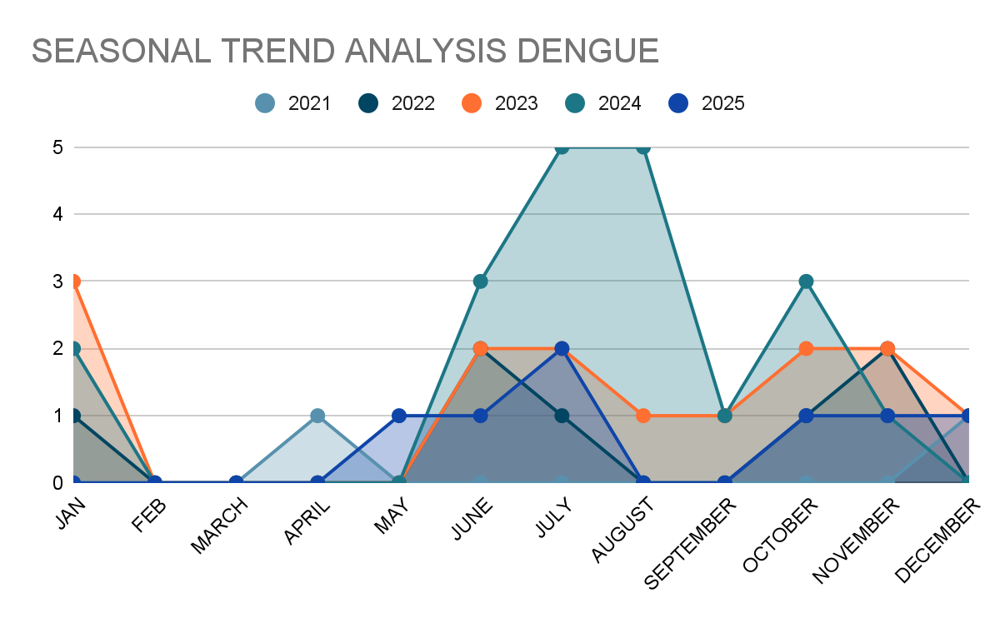 SEASONAL TREND ANALYSIS DENGUE
2021 2022 2023 2024 2025
5
4
3
2
1
0
JAN FEB MARCH APRIL MAY JUNE JULY AUGUST SEPTEMBER OCTOBER NOVEMBER DECEMBER